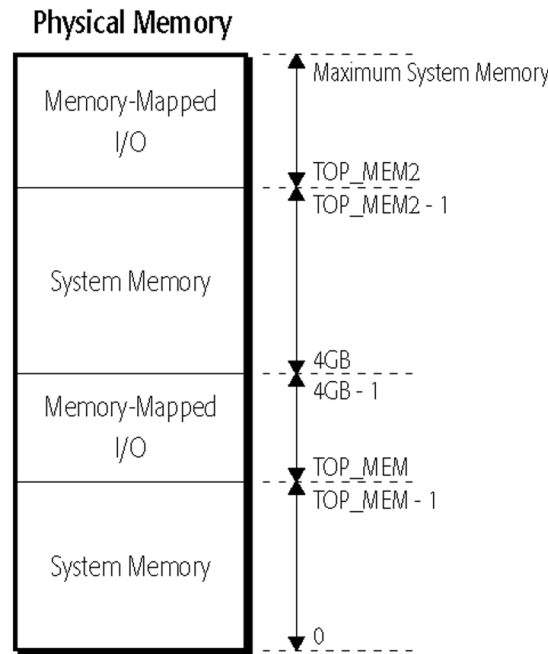 Physical Memory
Memory-Mapped
I/O
System Memory
Memory-Mapped
I/O
System Memory
Maximum System Memory
TOP_MEM2
TOP_MEM2 - 1
4GB
4GB - 1
TOP_MEM
TOP_MEM - 1
0